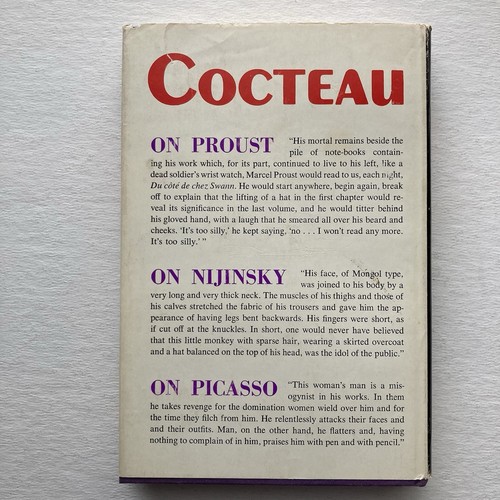 COCTEAU
ON PROUST "His mortal remains beside the
pile of note-books contain-
ing his work which, for its part, continued to live to his left, like a
dead soldier's wrist watch, Marcel Proust would read to us, each night,
Du côté de chez Swann. He would start anywhere, begin again, break
off to explain that the lifting of a hat in the first chapter would re-
veal its significance in the last volume, and he would titter behind
his gloved hand, with a laugh that he smeared all over his beard and
cheeks. 'It's too silly,' he kept saying, 'no . . . I won't read any more.
It's too silly.' "
ON NIJINSKY "His face, of Mongol type,
was joined to his body by a
very long and very thick neck. The muscles of his thighs and those of
his calves stretched the fabric of his trousers and gave him the ap-
pearance of having legs bent backwards. His fingers were short, as
if cut off at the knuckles. In short, one would never have believed
that this little monkey with sparse hair, wearing a skirted overcoat
and a hat balanced on the top of his head, was the idol of the public."
ON PICASSO "This woman's man is a mis-
ogynist in his works. In them
he takes revenge for the domination women wield over him and for
the time they filch from him. He relentlessly attacks their faces and
and their outfits. Man, on the other hand, he flatters and, having
nothing to complain of in him, praises him with pen and with pencil."